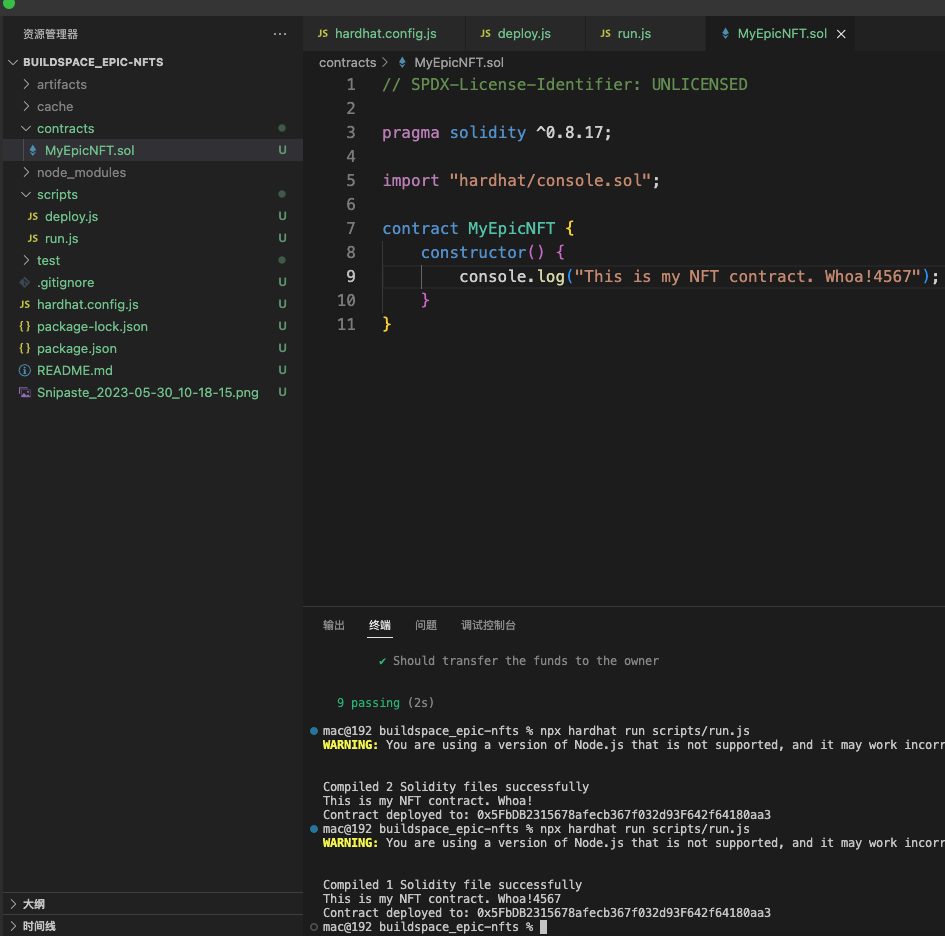 资源管理器
BUILDSPACE_EPIC-NFTS
artifacts
cache
contracts
MyEpicNFT.sol U
node_modules
scripts
JS deploy.js U
JS run.js U
test
.gitignore U
JS hardhat.config.js U
{} package-lock.json U
{} package.json U
README.md U
Snipaste_2023-05-30_10-18-15.png U
大纲
时间线
JS hardhat.config.js JS deploy.js JS run.js MyEpicNFT.sol
contracts > MyEpicNFT.sol
1 // SPDX-License-Identifier: UNLICENSED
2
3 pragma solidity ^0.8.17;
4
5 import "hardhat/console.sol";
6
7 contract MyEpicNFT {
8 constructor() {
9 console.log("This is my NFT contract. Whoa!4567");
10 }
11 }
输出 终端 问题 调试控制台
✔ Should transfer the funds to the owner
9 passing (2s)
mac@192 buildspace_epic-nfts % npx hardhat run scripts/run.js
WARNING: You are using a version of Node.js that is not supported, and it may work incorr
Compiled 2 Solidity files successfully
This is my NFT contract. Whoa!
Contract deployed to: 0x5FbDB2315678afecb367f032d93F642f64180aa3
mac@192 buildspace_epic-nfts % npx hardhat run scripts/run.js
WARNING: You are using a version of Node.js that is not supported, and it may work incorr
Compiled 1 Solidity file successfully
This is my NFT contract. Whoa!4567
Contract deployed to: 0x5FbDB2315678afecb367f032d93F642f64180aa3
mac@192 buildspace_epic-nfts %